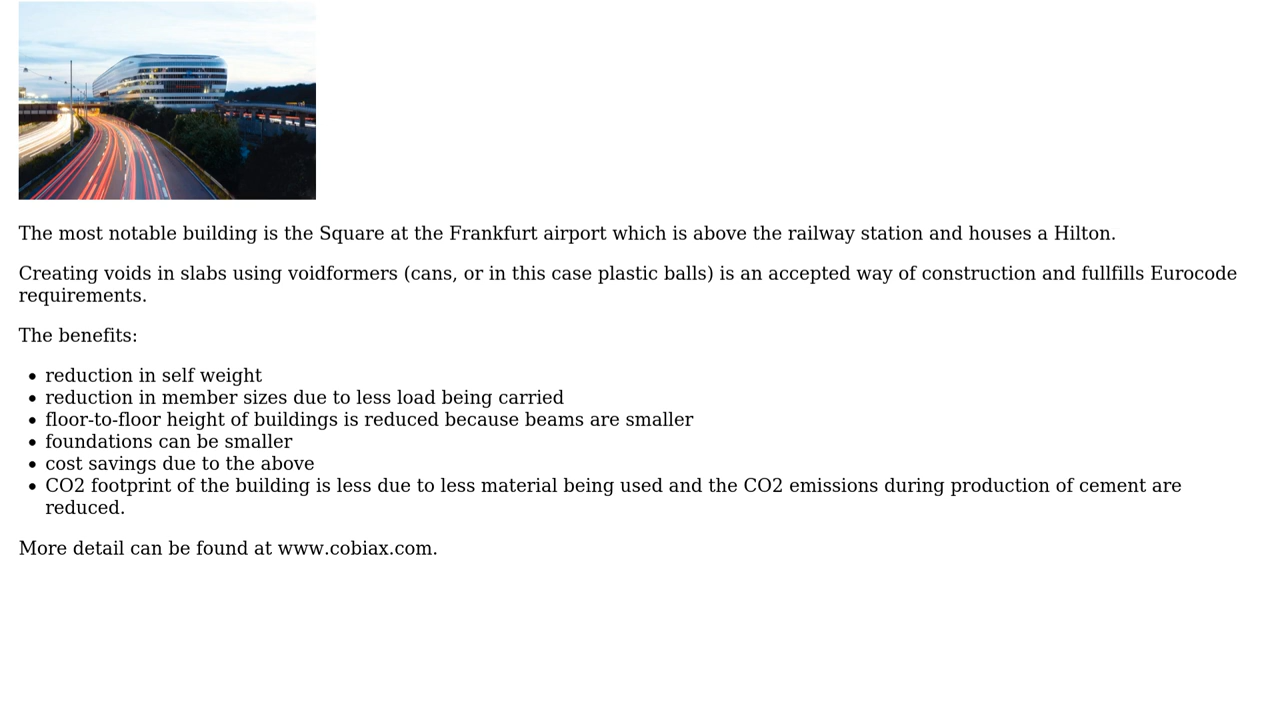 The most notable building is the Square at the Frankfurt airport which is above the railway station and houses a Hilton.
Creating voids in slabs using voidformers (cans, or in this case plastic balls) is an accepted way of construction and fullfills Eurocode
requirements.
The benefits:
• reduction in self weight
• reduction in member sizes due to less load being carried
• floor-to-floor height of buildings is reduced because beams are smaller
• foundations can be smaller
• cost savings due to the above
• CO2 footprint of the building is less due to less material being used and the CO2 emissions during production of cement are
reduced.
More detail can be found at www.cobiax.com.